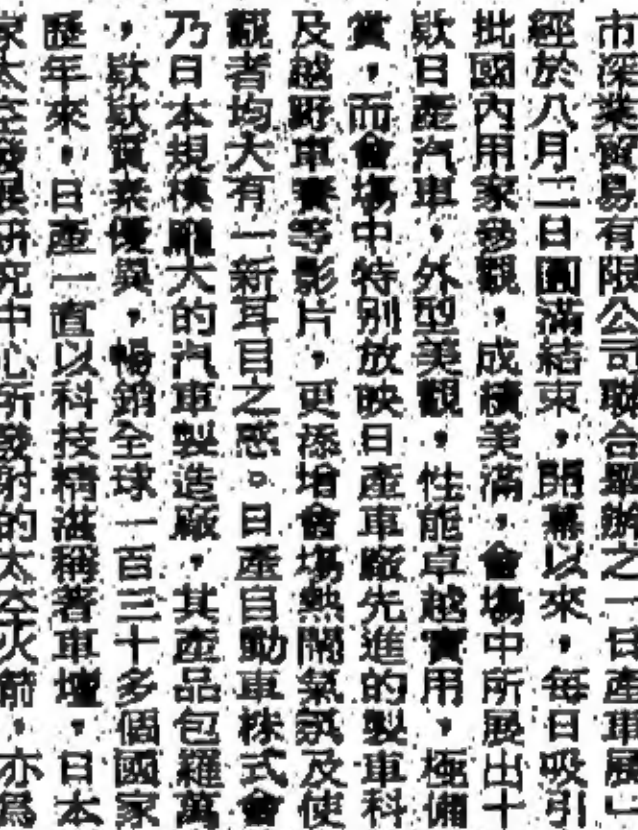 市深業貿易有限公司聯合舉辦之「日產車展」
經於八月二日圓滿結束，開幕以來，每日吸引
批國內用家參觀，成積美滿，會場中所展出十
款日產汽車，外型美觀，性能卓越實用，極備
賞，而會場中特別放映日產車廠先進的製車科
及越野車賽等影片，更添增會場熱鬧氣氛及使
觀者均大有一新耳目之感。日產自動車株式會
乃日本規模龐大的汽車製造廠，其產品包羅萬
，款款質素優異，暢銷全球一百三十多個國家
歷年來，日產一直以科技精湛稱著車壇，日本
家太空發展研究中心所發射的太空火箭，亦為